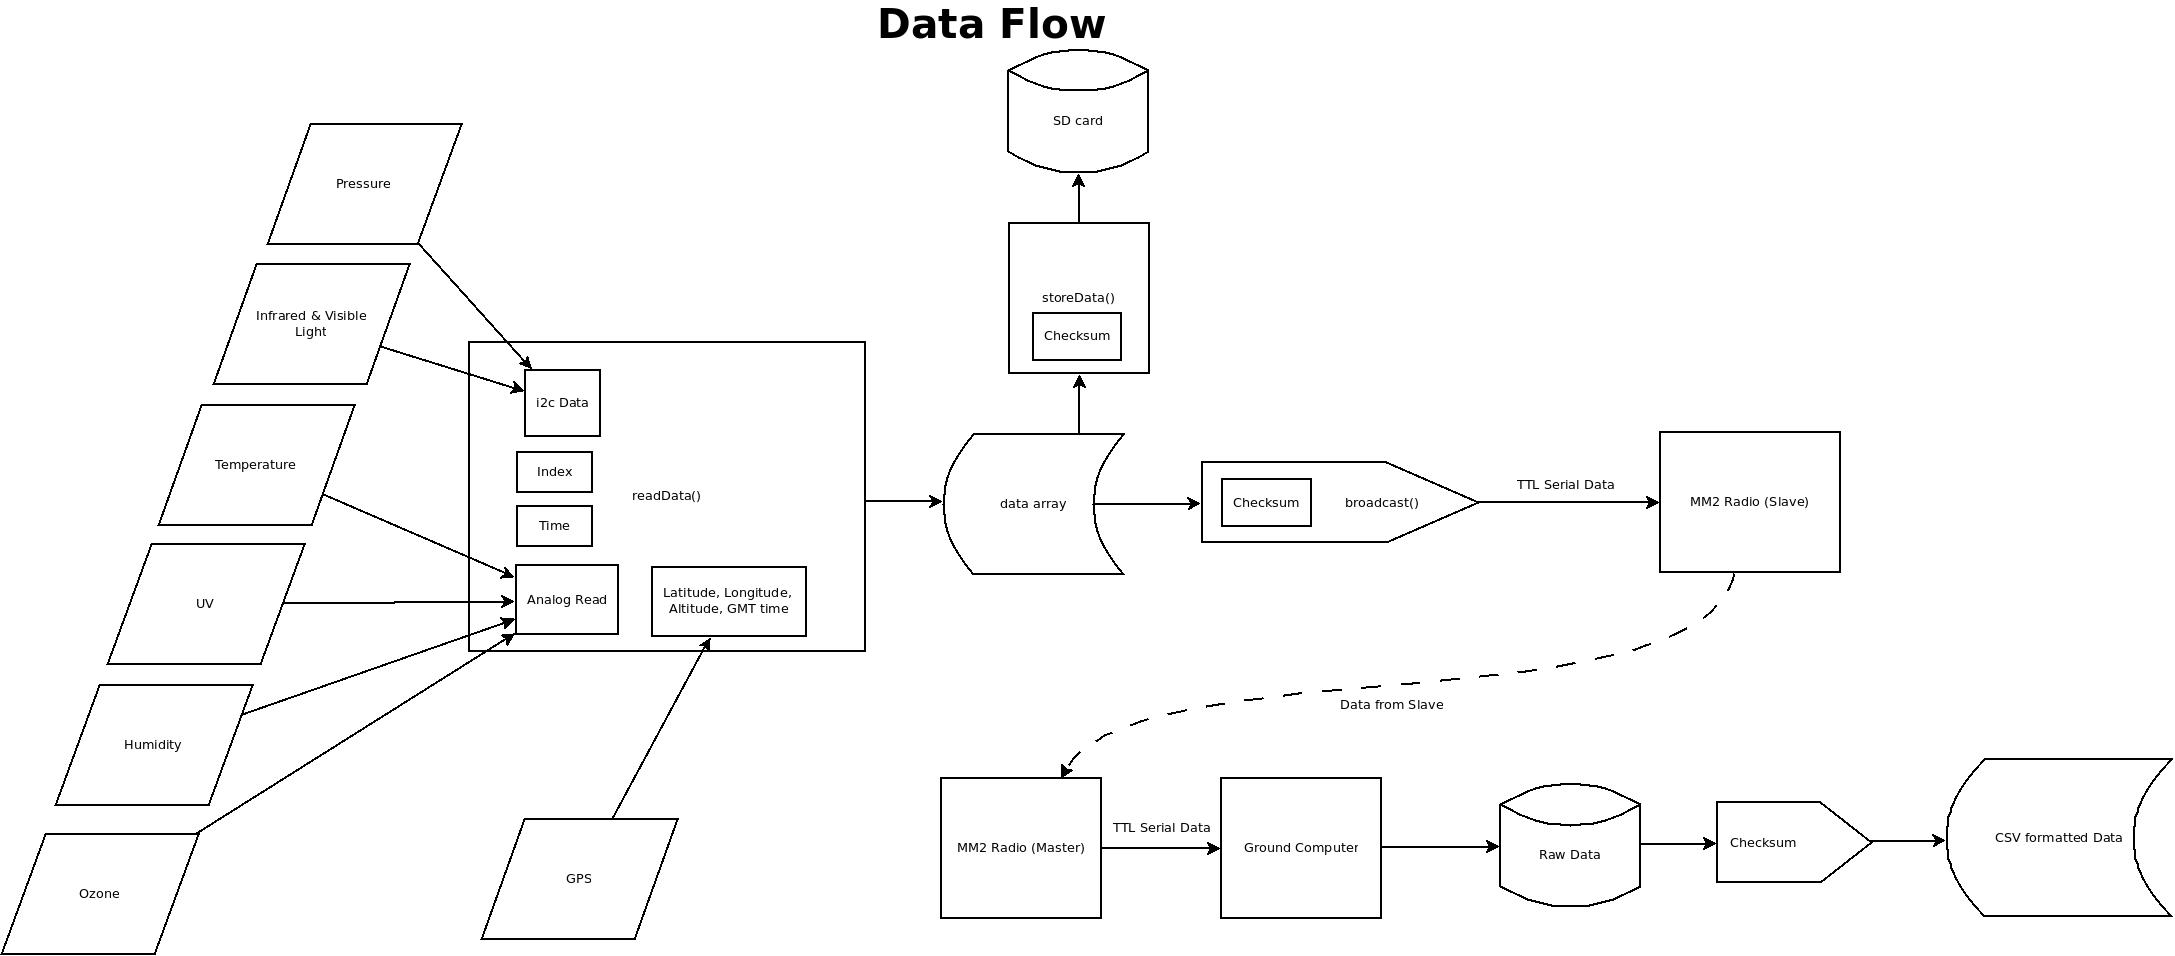 Data Flow
SD card
Pressure
storeData()
Checksum
Infrared & Visible
Light
i2c Data
Temperature
Index
readData()
Time
data array
Checksum
broadcast()
TTL Serial Data
MM2 Radio (Slave)
UV
Analog Read
Latitude, Longitude,
Altitude, GMT time
Data from Slave
Humidity
Ozone
GPS
MM2 Radio (Master)
TTL Serial Data
Ground Computer
Raw Data
Checksum
CSV formatted Data